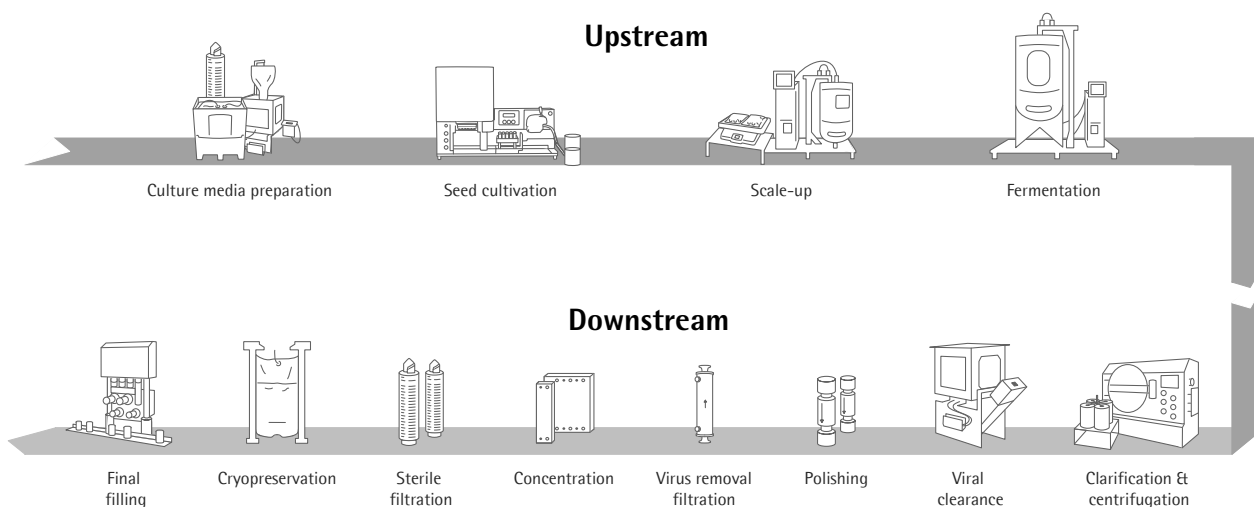 Upstream
Culture media preparation
Seed cultivation
Scale-up
Fermentation
Downstream
Final
filling
Cryopreservation
Sterile
filtration
Concentration
Virus removal
filtration
Polishing
Viral
clearance
Clarification &
centrifugation